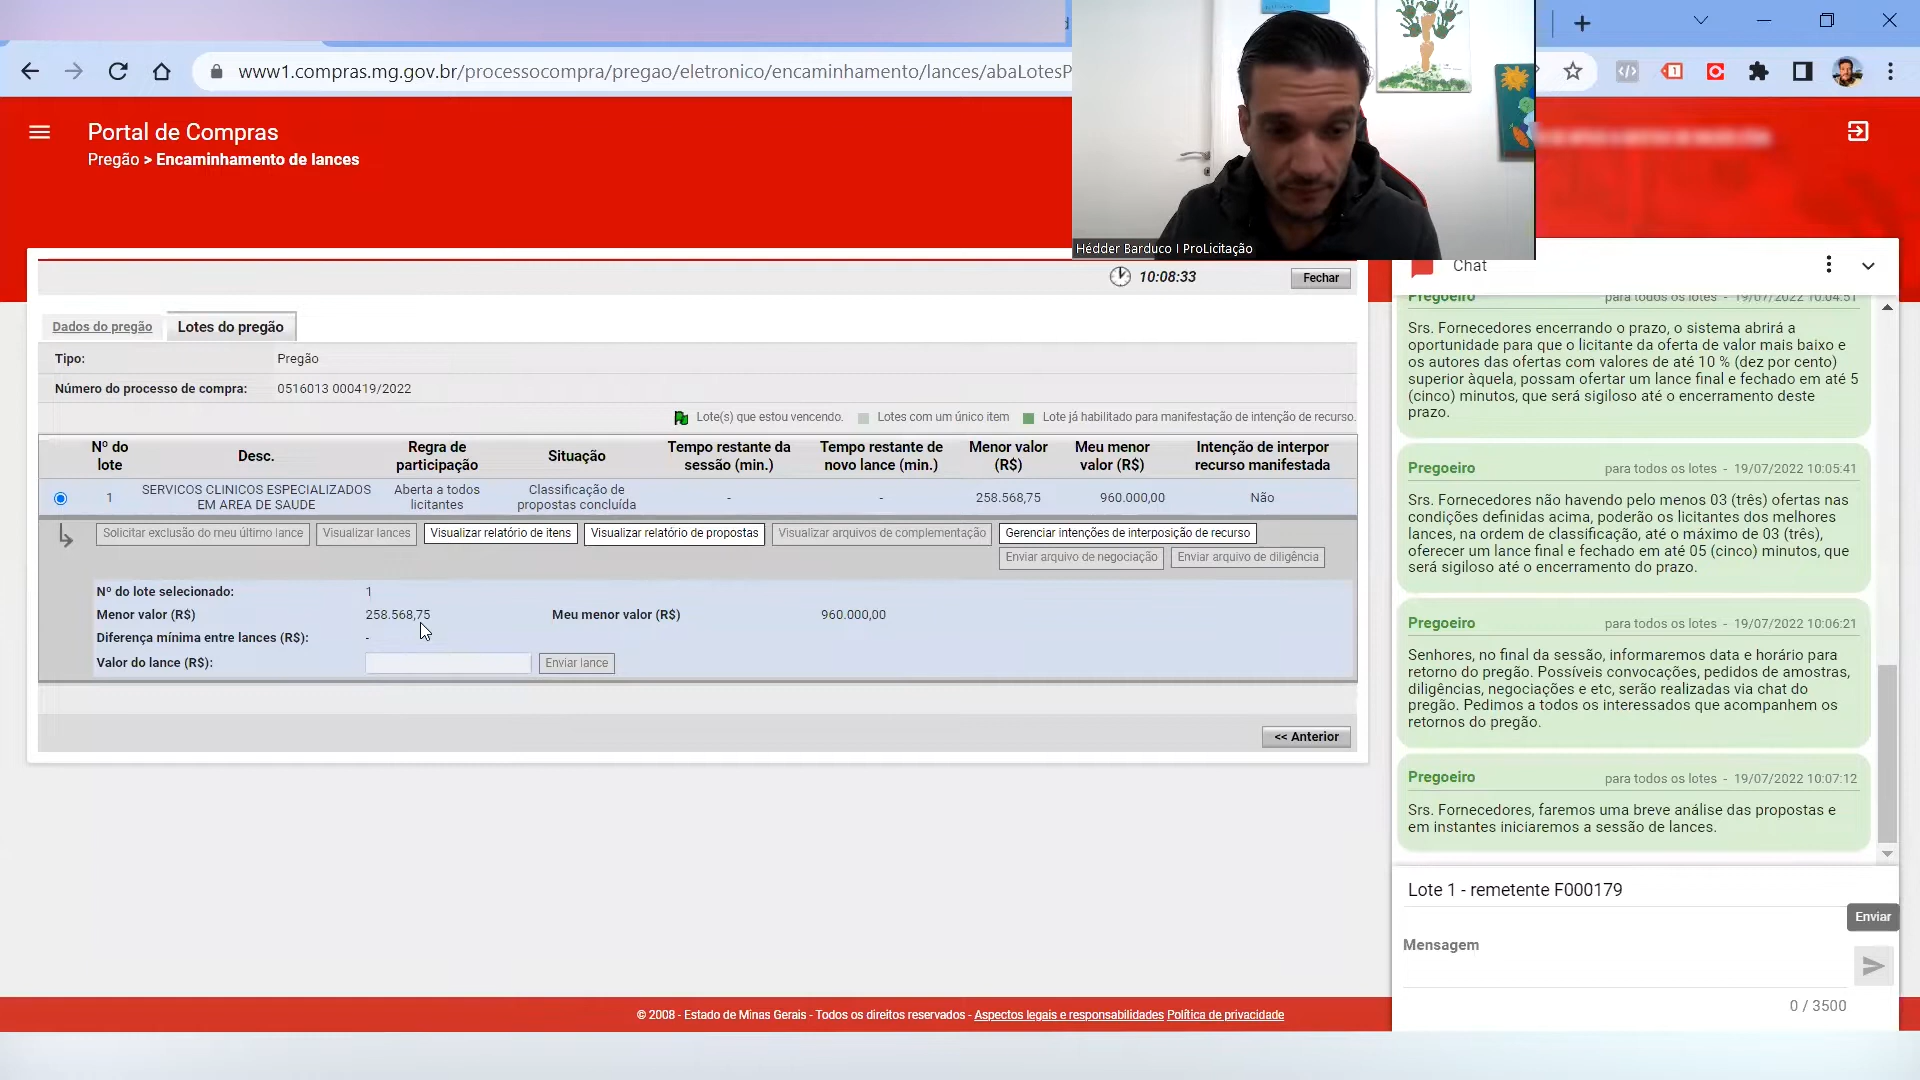 www1.compras.mg.gov.br/processocompra/pregao/eletronico/encaminhamento/lances/abaLotesP
Portal de Compras
Pregão > Encaminhamento de lances
Hédder Barduco I ProLicitação
10:08:33
Fechar
Dados do pregão
Lotes do pregão
Tipo:
Pregão
Número do processo de compra:
0516013 000419/2022
Lote(s) que estou vencendo.
Lotes com um único item
Lote já habilitado para manifestação de intenção de recurso.
Nº do lote
Desc.
Regra de participação
Situação
Tempo restante da sessão (min.)
Tempo restante de novo lance (min.)
Menor valor (R$)
Meu menor valor (R$)
Intenção de interpor recurso manifestada
1
SERVICOS CLINICOS ESPECIALIZADOS EM AREA DE SAUDE
Aberta a todos licitantes
Classificação de propostas concluída
-
-
258.568,75
960.000,00
Não
Solicitar exclusão do meu último lance
Visualizar lances
Visualizar relatório de itens
Visualizar relatório de propostas
Visualizar arquivos de complementação
Gerenciar intenções de interposição de recurso
Enviar arquivo de negociação
Enviar arquivo de diligência
Nº do lote selecionado:
1
Menor valor (R$)
258.568,75
Meu menor valor (R$)
960.000,00
Diferença mínima entre lances (R$):
-
Valor do lance (R$):
Enviar lance
<< Anterior
Chat
Pregoeiro
para todos os lotes - 19/07/2022 10:04:51
Srs. Fornecedores encerrando o prazo, o sistema abrirá a
oportunidade para que o licitante da oferta de valor mais baixo e
os autores das ofertas com valores de até 10 % (dez por cento)
superior àquela, possam ofertar um lance final e fechado em até 5
(cinco) minutos, que será sigiloso até o encerramento deste
prazo.
Pregoeiro
para todos os lotes - 19/07/2022 10:05:41
Srs. Fornecedores não havendo pelo menos 03 (três) ofertas nas
condições definidas acima, poderão os licitantes dos melhores
lances, na ordem de classificação, até o máximo de 03 (três),
oferecer um lance final e fechado em até 05 (cinco) minutos, que
será sigiloso até o encerramento do prazo.
Pregoeiro
para todos os lotes - 19/07/2022 10:06:21
Senhores, no final da sessão, informaremos data e horário para
retorno do pregão. Possíveis convocações, pedidos de amostras,
diligências, negociações e etc, serão realizadas via chat do
pregão. Pedimos a todos os interessados que acompanhem os
retornos do pregão.
Pregoeiro
para todos os lotes - 19/07/2022 10:07:12
Srs. Fornecedores, faremos uma breve análise das propostas e
em instantes iniciaremos a sessão de lances.
Lote 1 - remetente F000179
Enviar
Mensagem
0 / 3500
© 2008 - Estado de Minas Gerais - Todos os direitos reservados - Aspectos legais e responsabilidades Política de privacidade